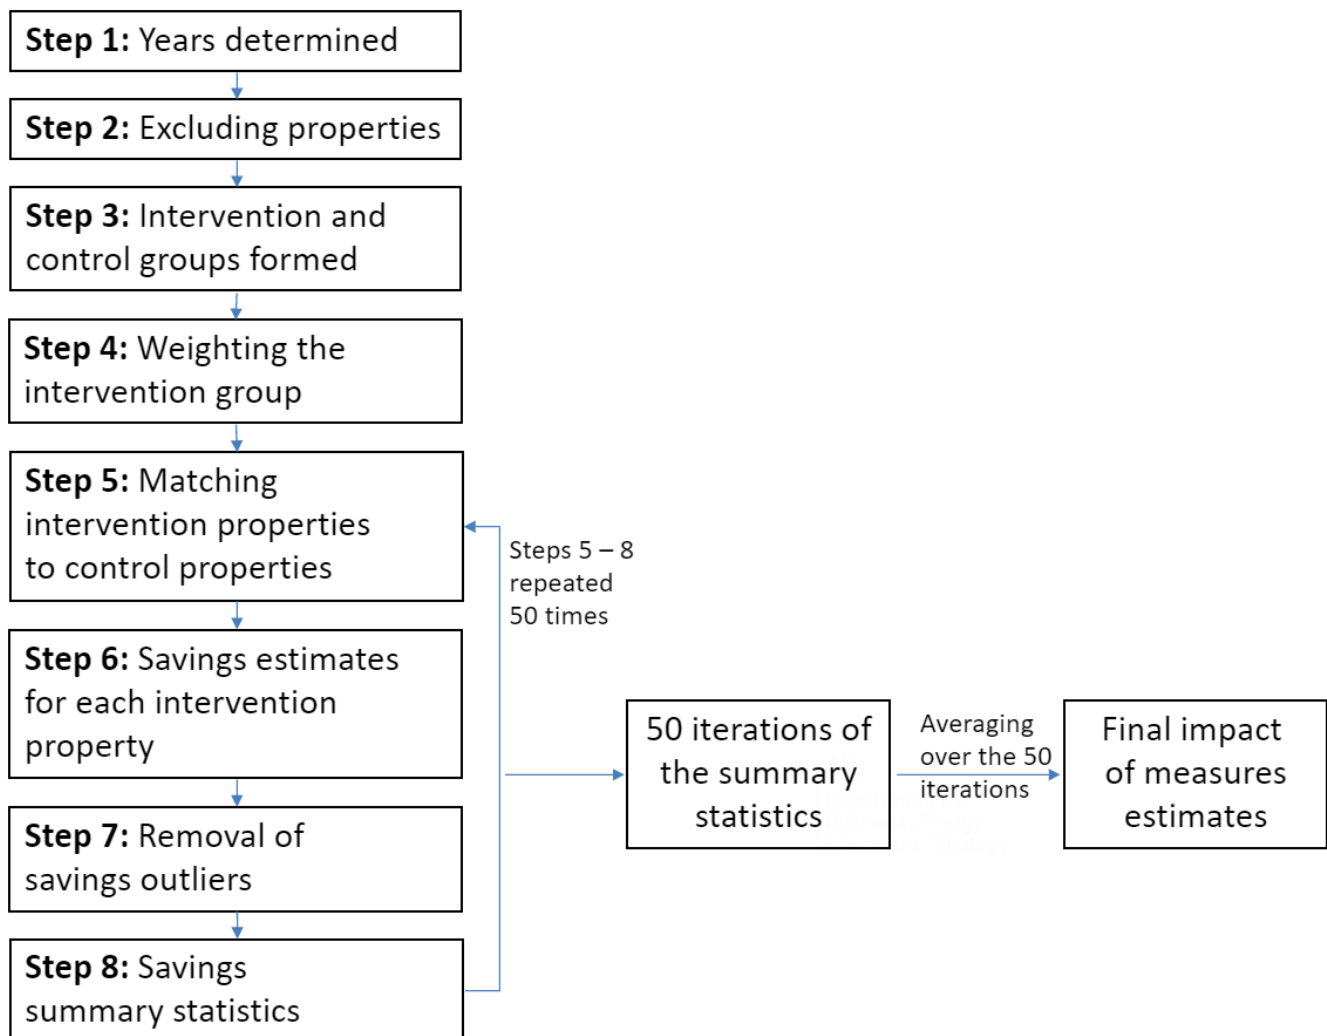 Step 1: Years determined
Step 2: Excluding properties
Step 3: Intervention and
control groups formed
Step 4: Weighting the
intervention group
Step 5: Matching
intervention properties
to control properties
Steps 5 – 8
repeated
50 times
Step 6: Savings estimates
for each intervention
property
Step 7: Removal of
savings outliers
Step 8: Savings
summary statistics
50 iterations of
the summary
statistics
Averaging
over the 50
iterations
Final impact
of measures
estimates